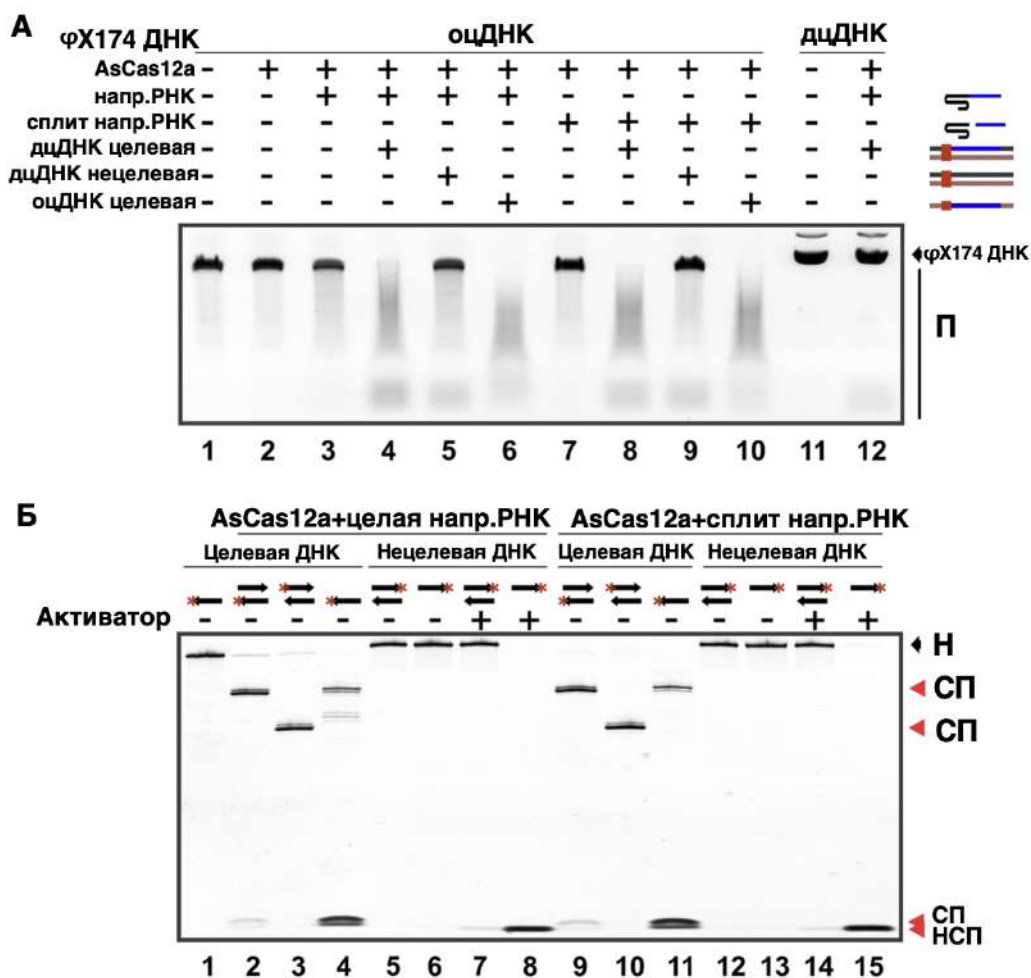 А
φX174 ДНК оцДНК дцДНК
AsCas12a – + + + + + + + + + – +
напр.РНК – – + + + + – – – – – +
сплит напр.РНК – – – – – – + + + + – –
дцДНК целевая – – – + – – – + – – – +
дцДНК нецелевая – – – – + – – – + – – –
оцДНК целевая – – – – – + – – – + – –
φX174 ДНК
П
1 2 3 4 5 6 7 8 9 10 11 12
Б
AsCas12a+целая напр.РНК AsCas12a+сплит напр.РНК
Целевая ДНК Нецелевая ДНК Целевая ДНК Нецелевая ДНК
* * * * * * * * * * * * * * *
Активатор – – – – – – + + – – – – – + +
Н
СП
СП
СП
НСП
1 2 3 4 5 6 7 8 9 10 11 12 13 14 15